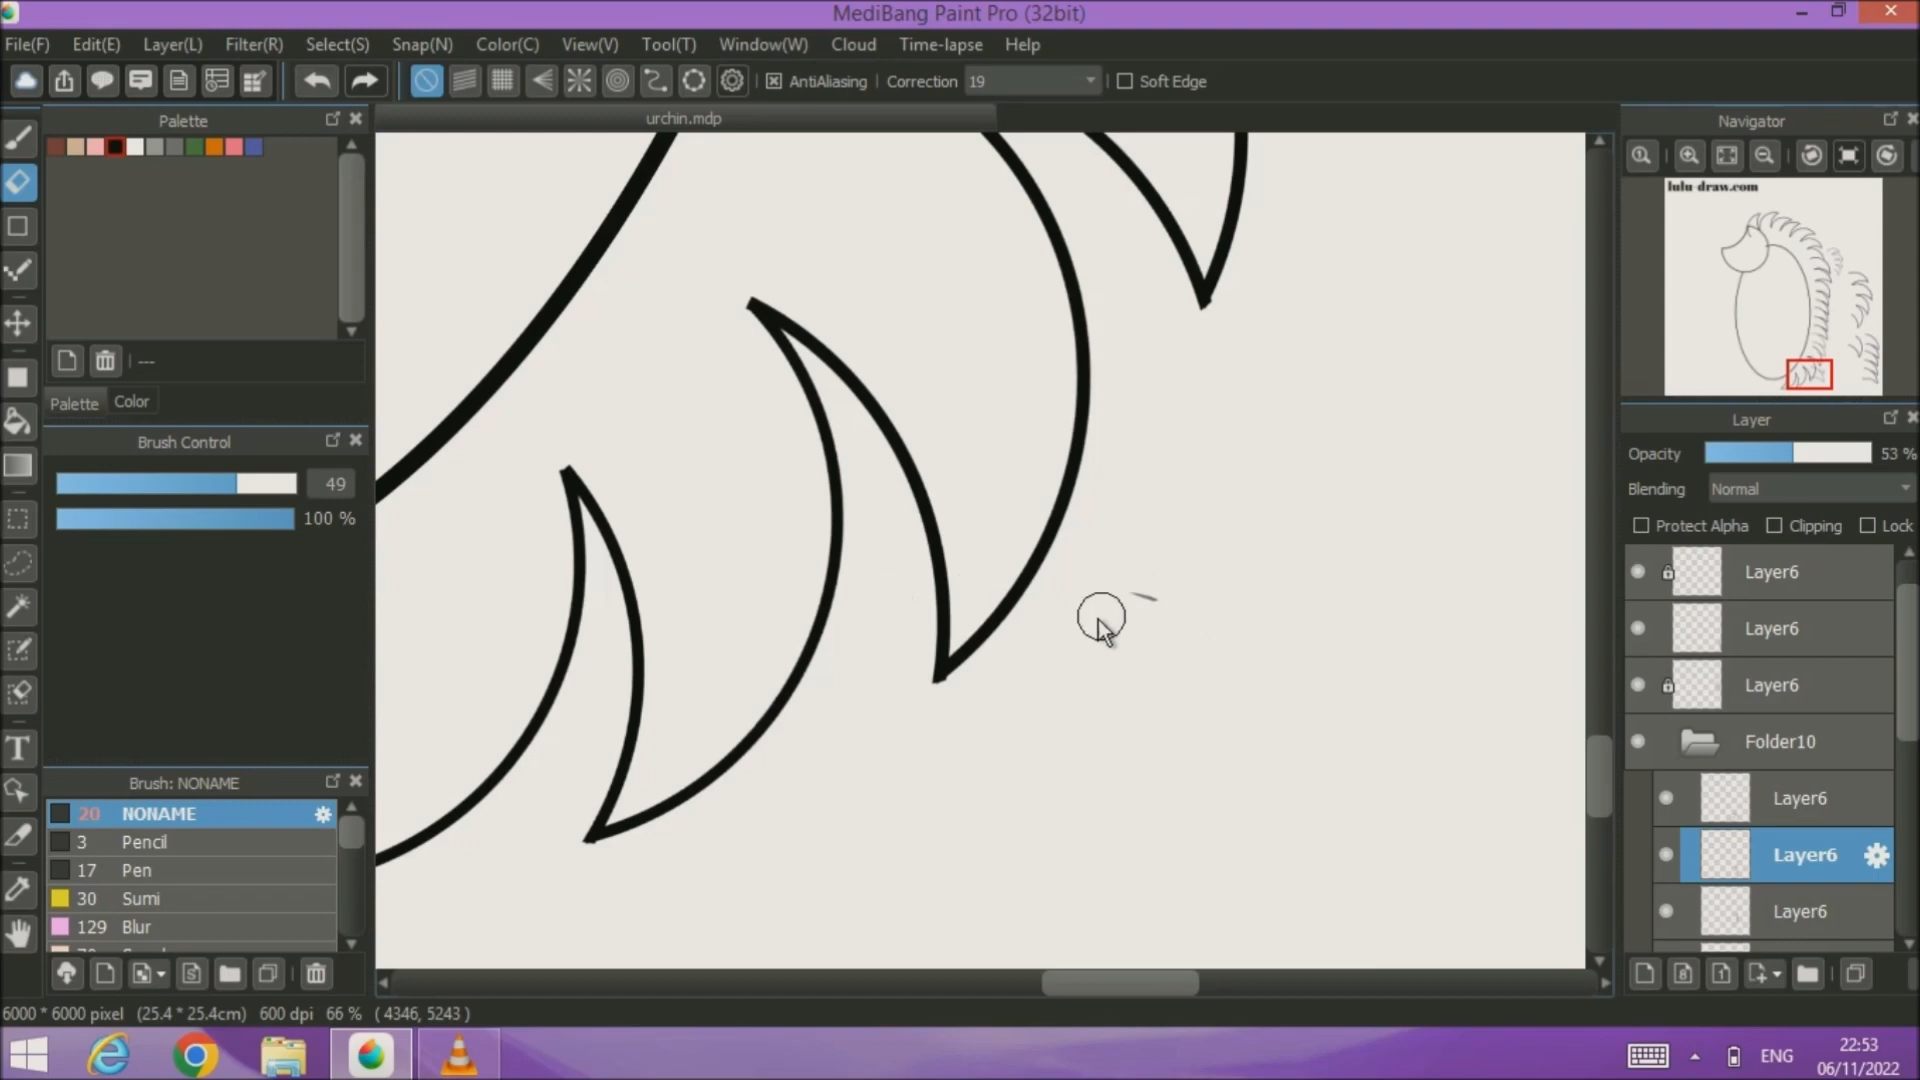 MediBang Paint Pro (32bit)
File(F) Edit(E) Layer(L) Filter(R) Select(S) Snap(N) Color(C) View(V) Tool(T) Window(W) Cloud Time-lapse Help
AntiAliasing Correction 19 Soft Edge
Palette
urchin.mdp
Navigator
lulu-draw.com
---
Palette Color
Brush Control
49
100 %
Layer
Opacity 53 %
Blending Normal
Protect Alpha Clipping Lock
Layer6
Layer6
Layer6
Folder10
Layer6
Layer6
Layer6
Brush: NONAME
20 NONAME
3 Pencil
17 Pen
30 Sumi
129 Blur
6000 * 6000 pixel (25.4 * 25.4cm) 600 dpi 66 % ( 4346, 5243 )
ENG
22:53
06/11/2022